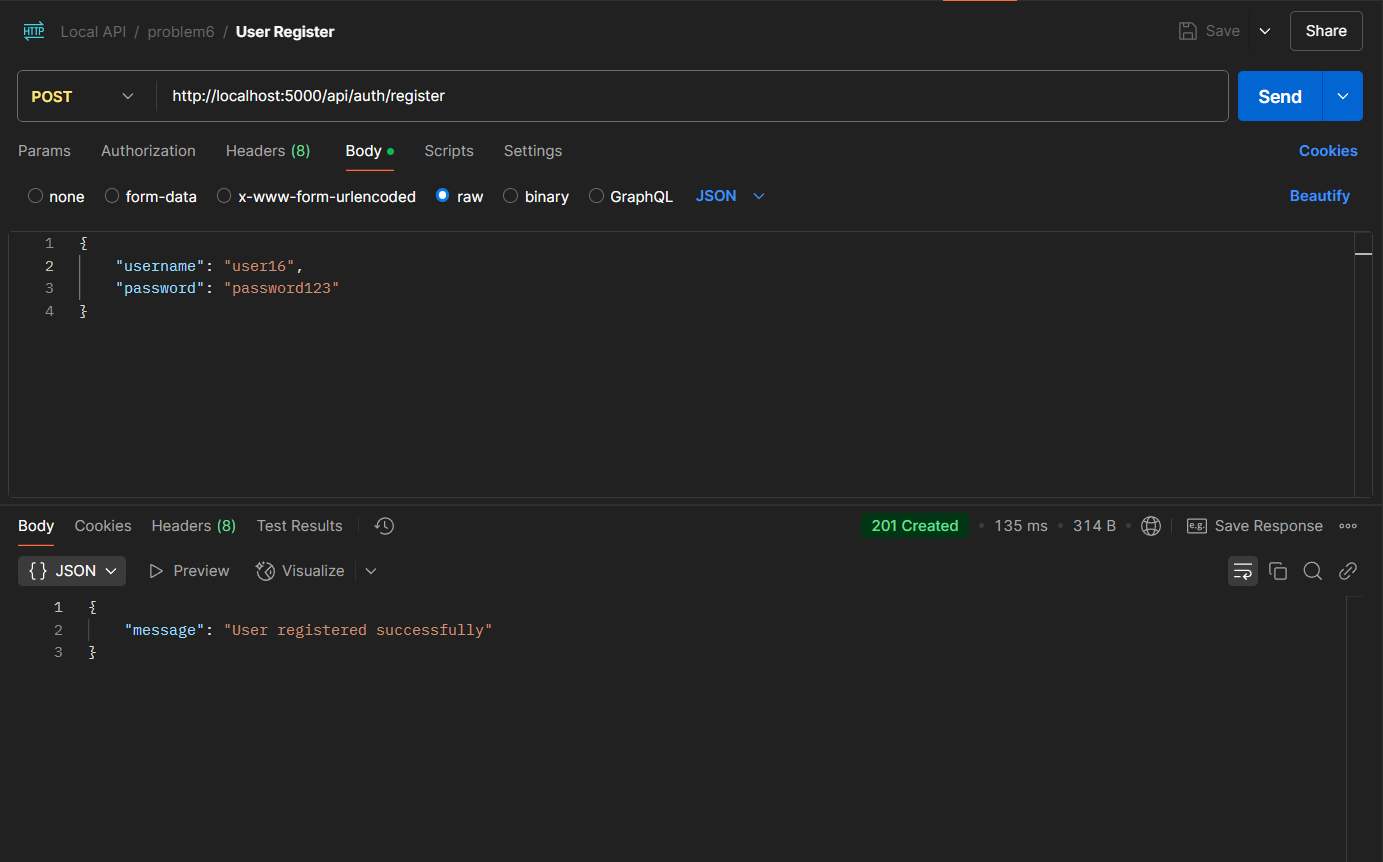 HTTP Local API / problem6 / User Register Save Share
POST http://localhost:5000/api/auth/register Send
Params Authorization Headers (8) Body Scripts Settings Cookies
none form-data x-www-form-urlencoded raw binary GraphQL JSON Beautify
1 {
2 "username": "user16",
3 "password": "password123"
4 }
Body Cookies Headers (8) Test Results 201 Created • 135 ms • 314 B • e.g. Save Response
{} JSON Preview Visualize
1 {
2 "message": "User registered successfully"
3 }